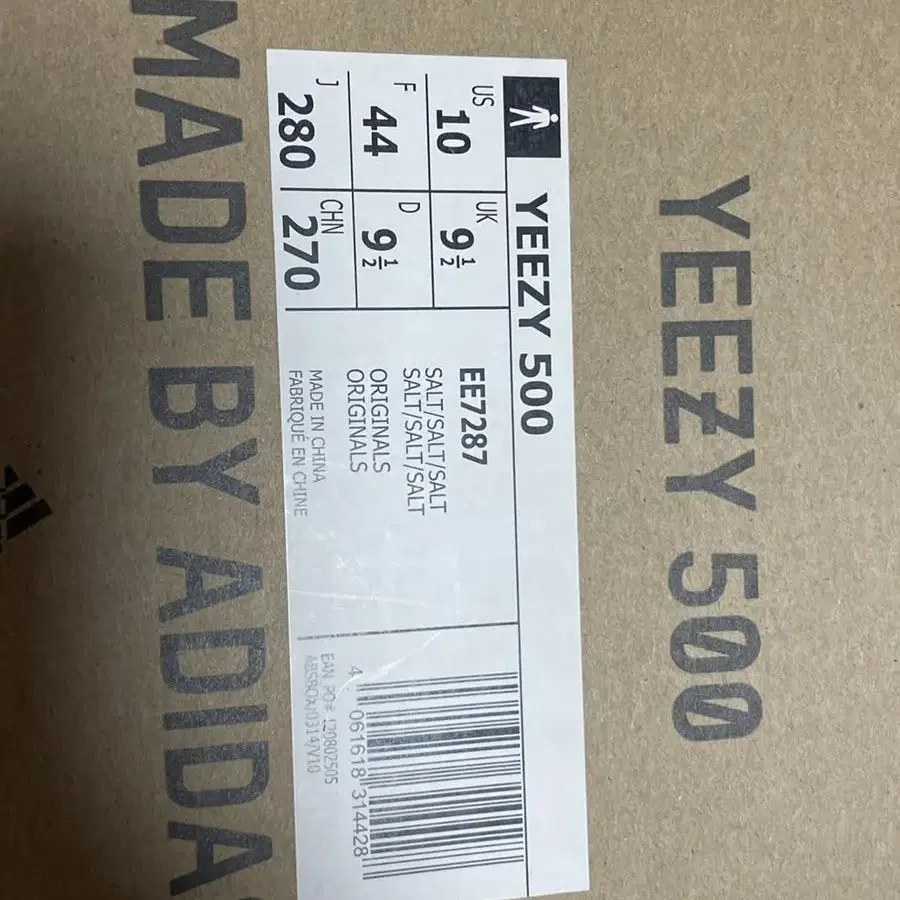 YEEZY 500
YEEZY 500
US 10
UK 9½
F 44
D 9½
J 280
CHN 270
EE7287
SALT/SALT/SALT
SALT/SALT/SALT
ORIGINALS
ORIGINALS
MADE IN CHINA
FABRIQUÉ EN CHINE
4 061618 314428
EAN PO# 120802505
MADE BY ADIDAS